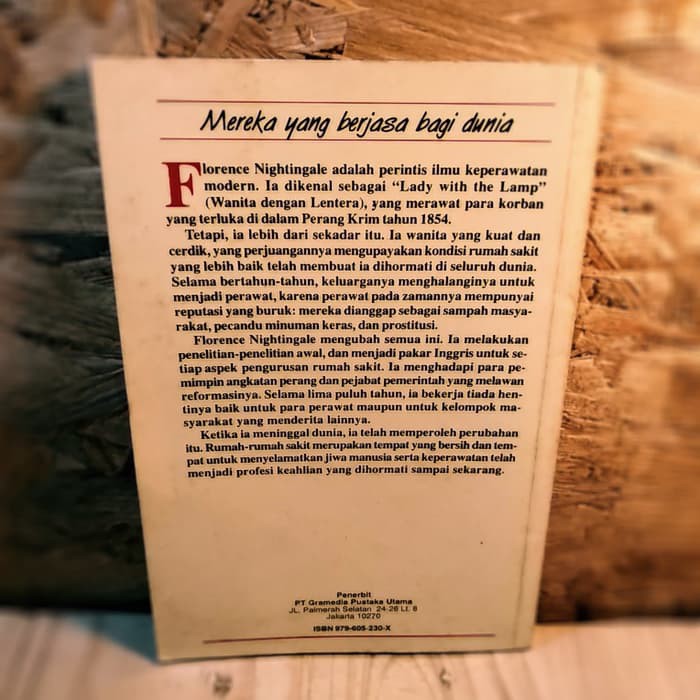 Mereka yang berjasa bagi dunia
Florence Nightingale adalah perintis ilmu keperawatan
modern. Ia dikenal sebagai “Lady with the Lamp”
(Wanita dengan Lentera), yang merawat para korban
yang terluka di dalam Perang Krim tahun 1854.
Tetapi, ia lebih dari sekadar itu. Ia wanita yang kuat dan
cerdik, yang perjuangannya mengupayakan kondisi rumah sakit
yang lebih baik telah membuat ia dihormati di seluruh dunia.
Selama bertahun-tahun, keluarganya menghalanginya untuk
menjadi perawat, karena perawat pada zamannya mempunyai
reputasi yang buruk: mereka dianggap sebagai sampah masya-
rakat, pecandu minuman keras, dan prostitusi.
Florence Nightingale mengubah semua ini. Ia melakukan
penelitian-penelitian awal, dan menjadi pakar Inggris untuk se-
tiap aspek pengurusan rumah sakit. Ia menghadapi para pe-
mimpin angkatan perang dan pejabat pemerintah yang melawan
reformasinya. Selama lima puluh tahun, ia bekerja tiada hen-
tinya baik untuk para perawat maupun untuk kelompok ma-
syarakat yang menderita lainnya.
Ketika ia meninggal dunia, ia telah memperoleh perubahan
itu. Rumah-rumah sakit merupakan tempat yang bersih dan tem-
pat untuk menyelamatkan jiwa manusia serta keperawatan telah
menjadi profesi keahlian yang dihormati sampai sekarang.
Penerbit
PT Gramedia Pustaka Utama
JL. Palmerah Selatan 24-26 Lt. 6
Jakarta 10270
ISBN 979-605-230-X